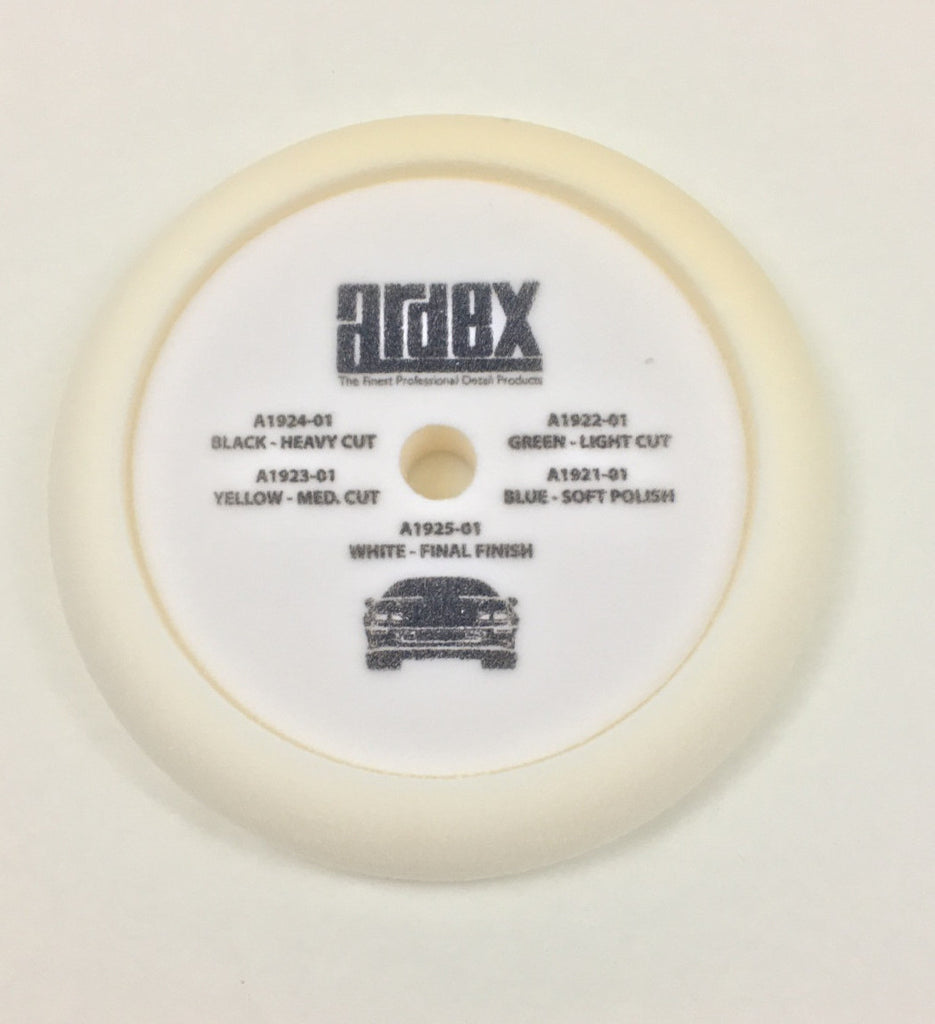 ardex
The Finest Professional Detail Products
A1924-01
BLACK - HEAVY CUT
A1922-01
GREEN - LIGHT CUT
A1923-01
YELLOW - MED. CUT
A1921-01
BLUE - SOFT POLISH
A1925-01
WHITE - FINAL FINISH